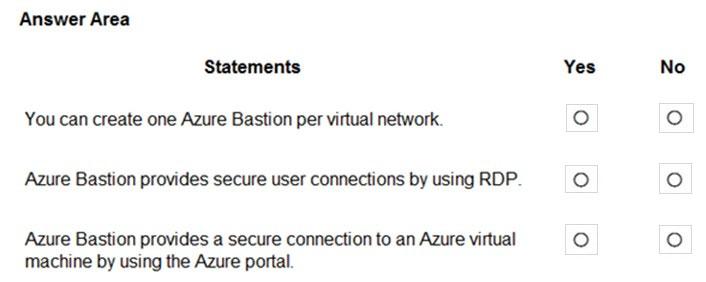 Answer Area
Statements Yes No
You can create one Azure Bastion per virtual network.
Azure Bastion provides secure user connections by using RDP.
Azure Bastion provides a secure connection to an Azure virtual
machine by using the Azure portal.